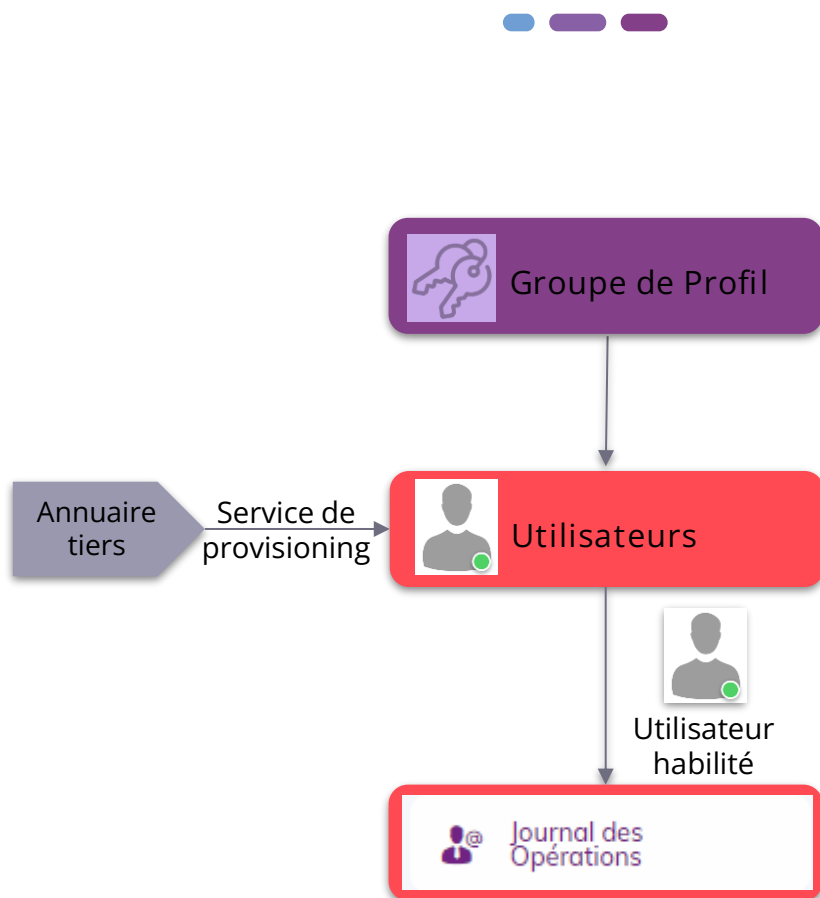 Groupe de Profil
Annuaire
tiers
Service de
provisioning
Utilisateurs
Utilisateur
habilité
@
Journal des
Opérations